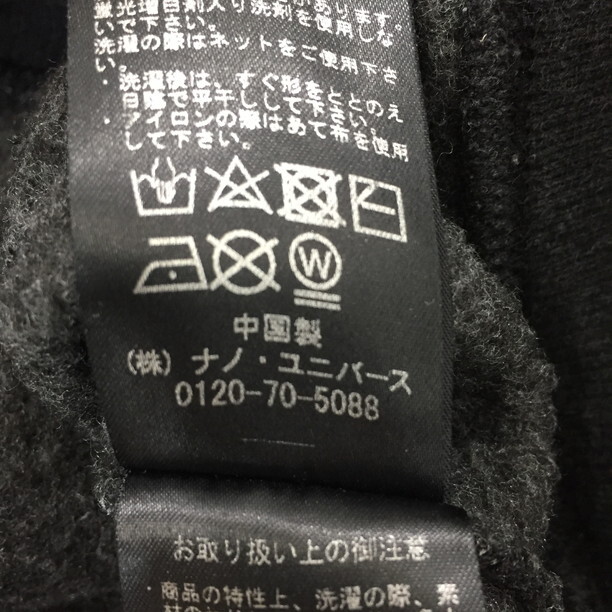 蛍光増白剤入り洗剤を使用しな
いで下さい。
洗濯の際はネットをご使用下さ
い。
・洗濯後は、すぐ形をととのえ
日陰で平干しして下さい。
・アイロンの際はあて布を使用
して下さい。
W
中国製
(株)ナノ・ユニバース
0120-70-5088
お取り扱い上の御注意
・商品の特性上、洗濯の際、素